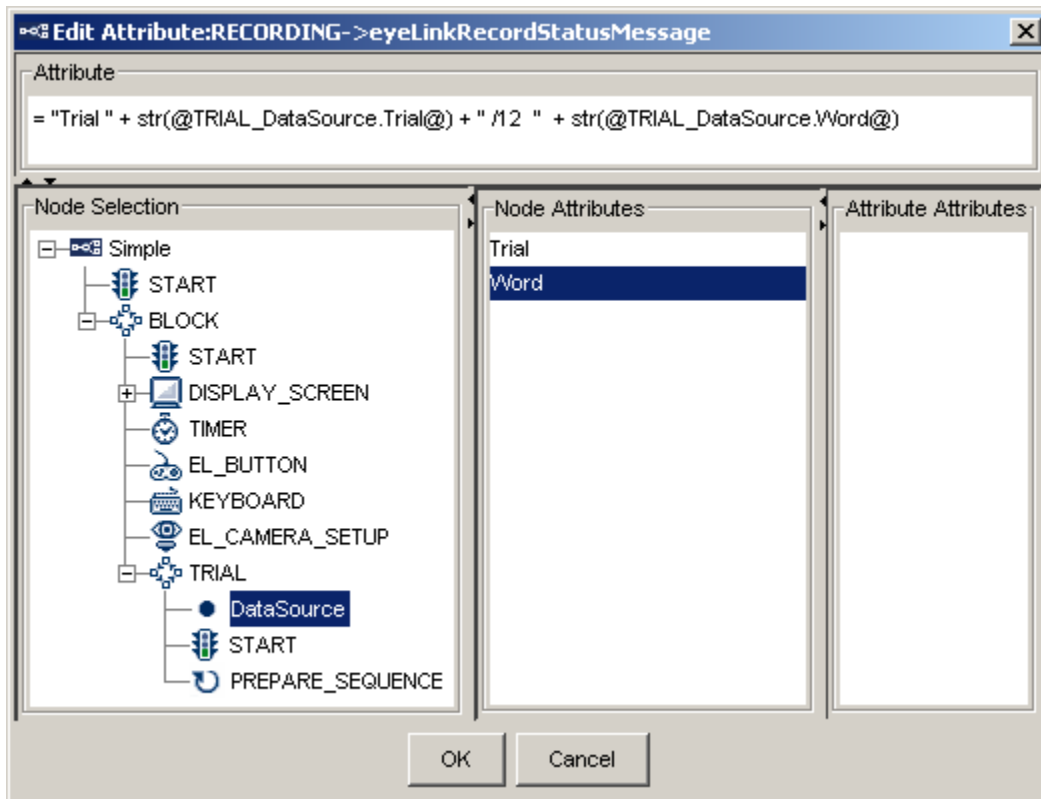 Edit Attribute:RECORDING->eyeLinkRecordStatusMessage
Attribute
= "Trial " + str(@TRIAL_DataSource.Trial@) + " /12  "  + str(@TRIAL_DataSource.Word@)
Node Selection
Simple
START
BLOCK
START
DISPLAY_SCREEN
TIMER
EL_BUTTON
KEYBOARD
EL_CAMERA_SETUP
TRIAL
DataSource
START
PREPARE_SEQUENCE
Node Attributes
Trial
Word
Attribute Attributes
OK
Cancel